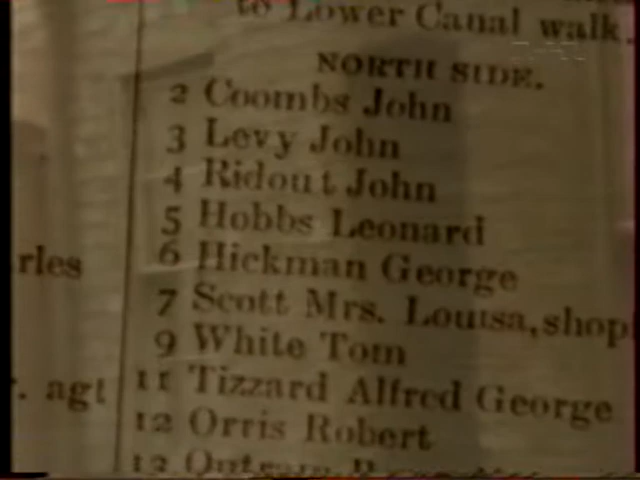 to Lower Canal walk.
NORTH SIDE.
2 Coombs John
3 Levy John
4 Ridout John
5 Hobbs Leonard
rles
6 Hickman George
7 Scott Mrs. Louisa, shop
9 White Tom
. agt
11 Tizzard Alfred George
12 Orris Robert